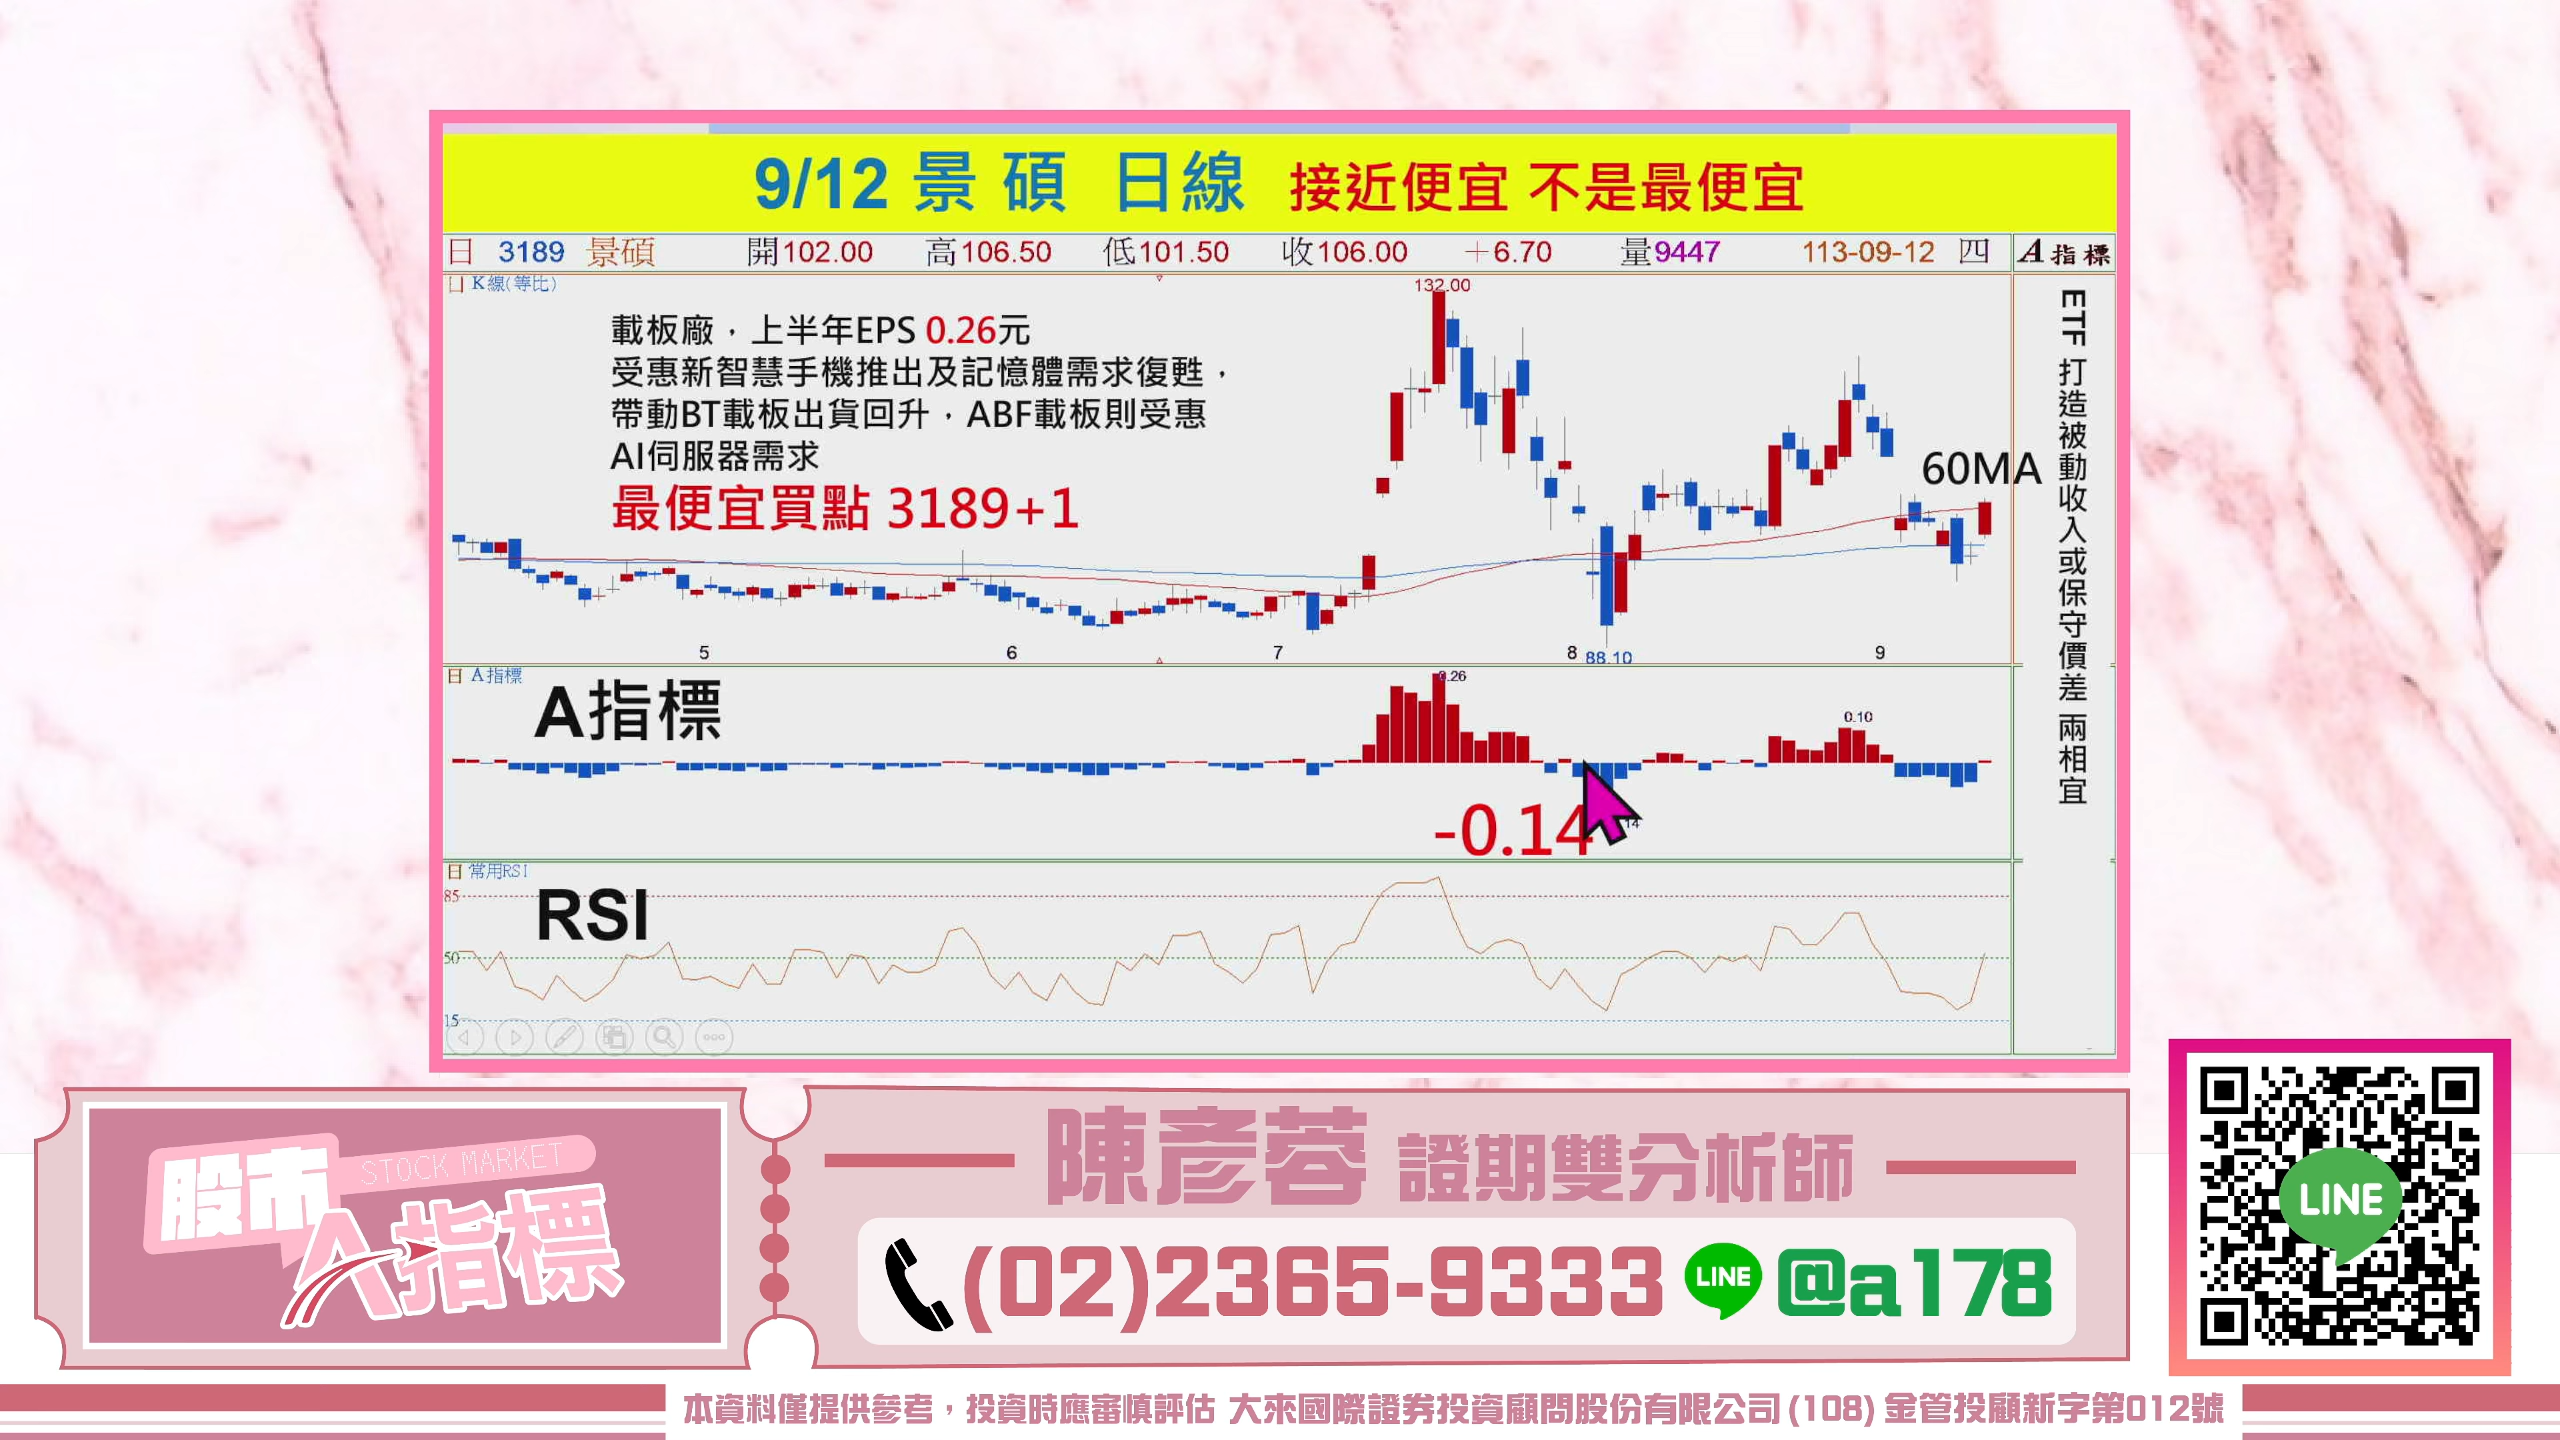 9/12 景碩 日線 接近便宜 不是最便宜
日 3189 景碩 開102.00 高106.50 低101.50 收106.00 +6.70 量9447 113-09-12 四 A指標
日 K線(等比)
132.00
載板廠，上半年EPS 0.26元
受惠新智慧手機推出及記憶體需求復甦，
帶動BT載板出貨回升，ABF載板則受惠
AI伺服器需求
最便宜買點 3189+1
60MA
ETF 打造被動收入或保守價差 兩相宜
5 6 7 8 9
88.10
日 A指標
A指標
0.26
0.10
-0.14
14
日 常用RSI
RSI
85
50
15
股市 STOCK MARKET
A指標
陳彥蓉 證期雙分析師
(02)2365-9333 LINE @a178
LINE
本資料僅提供參考，投資時應審慎評估 大來國際證券投資顧問股份有限公司 (108) 金管投顧新字第012號